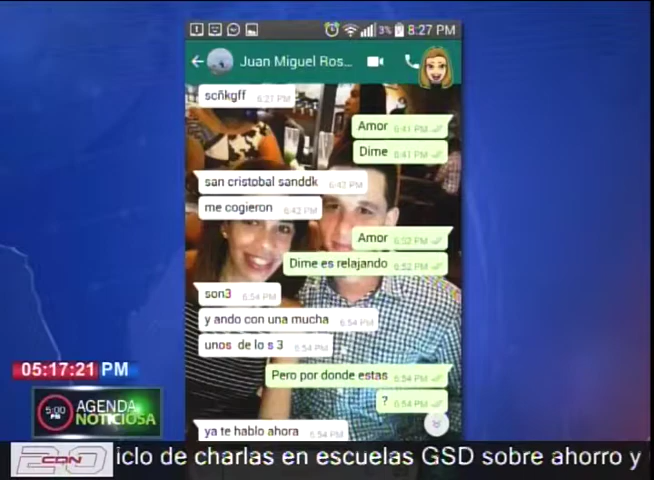 3% 8:27 PM
Juan Miguel Ros...
scñkgff 6:21 PM
Amor 6:41 PM
Dime 6:41 PM
san cristobal sanddk 6:42 PM
me cogieron 6:42 PM
Amor 6:52 PM
Dime es relajando 6:52 PM
son3 6:54 PM
y ando con una mucha 6:54 PM
unos de lo s 3 6:54 PM
Pero por donde estas 6:54 PM
? 6:54 PM
ya te hablo ahora 6:54 PM
05:17:21 PM
5:00 PM
AGENDA
NOTICIOSA
CDN
iclo de charlas en escuelas GSD sobre ahorro y